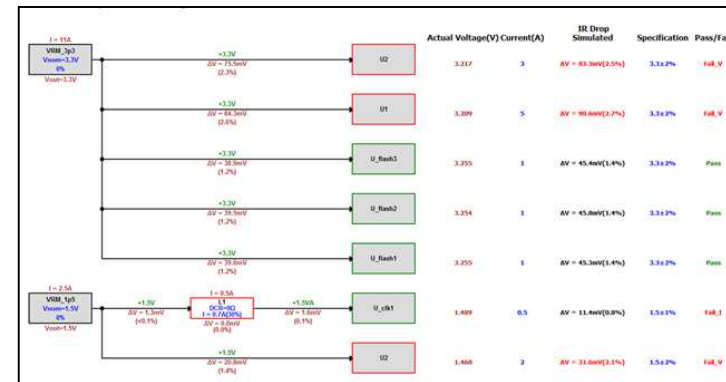 IR Drop
Actual Voltage(V) Current(A) Simulated Specification Pass/Fa
I = 11A
VRM_3p3
Vnom=3.3V
0%
Vout=3.3V
+3.3V
ΔV = 75.5mV
(2.3%)
U2
3.217 3 ΔV = 83.3mV(2.5%) 3.3±2% Fail_V
+3.3V
ΔV = 84.3mV
(2.6%)
U1
3.209 5 ΔV = 90.6mV(2.7%) 3.3±2% Fail_V
+3.3V
ΔV = 38.9mV
(1.2%)
U_flash3
3.255 1 ΔV = 45.4mV(1.4%) 3.3±2% Pass
+3.3V
ΔV = 39.5mV
(1.2%)
U_flash2
3.254 1 ΔV = 45.8mV(1.4%) 3.3±2% Pass
+3.3V
ΔV = 39.0mV
(1.2%)
U_flash1
3.255 1 ΔV = 45.3mV(1.4%) 3.3±2% Pass
I = 2.5A
VRM_1p5
Vnom=1.5V
0%
Vout=1.5V
+1.5V
ΔV = 1.3mV
(<0.1%)
I = 0.5A
L1
DCR=0Ω
I = 0.7A(30%)
ΔV = 0.0mV
(0.0%)
+1.5VA
ΔV = 1.6mV
(0.1%)
U_clk1
1.489 0.5 ΔV = 11.4mV(0.8%) 1.5±1% Fail_I
+1.5V
ΔV = 20.8mV
(1.4%)
U2
1.468 2 ΔV = 31.6mV(2.1%) 1.5±2% Fail_V